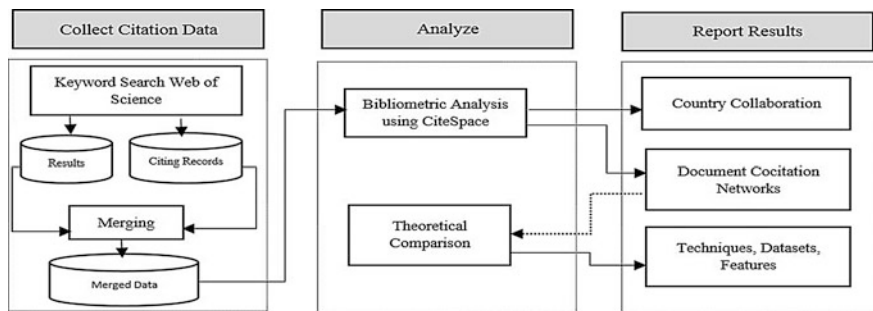 Collect Citation Data
Analyze
Report Results
Keyword Search Web of
Science
Results
Citing Records
Merging
Merged Data
Bibliometric Analysis
using CiteSpace
Theoretical
Comparison
Country Collaboration
Document Cocitation
Networks
Techniques, Datasets,
Features